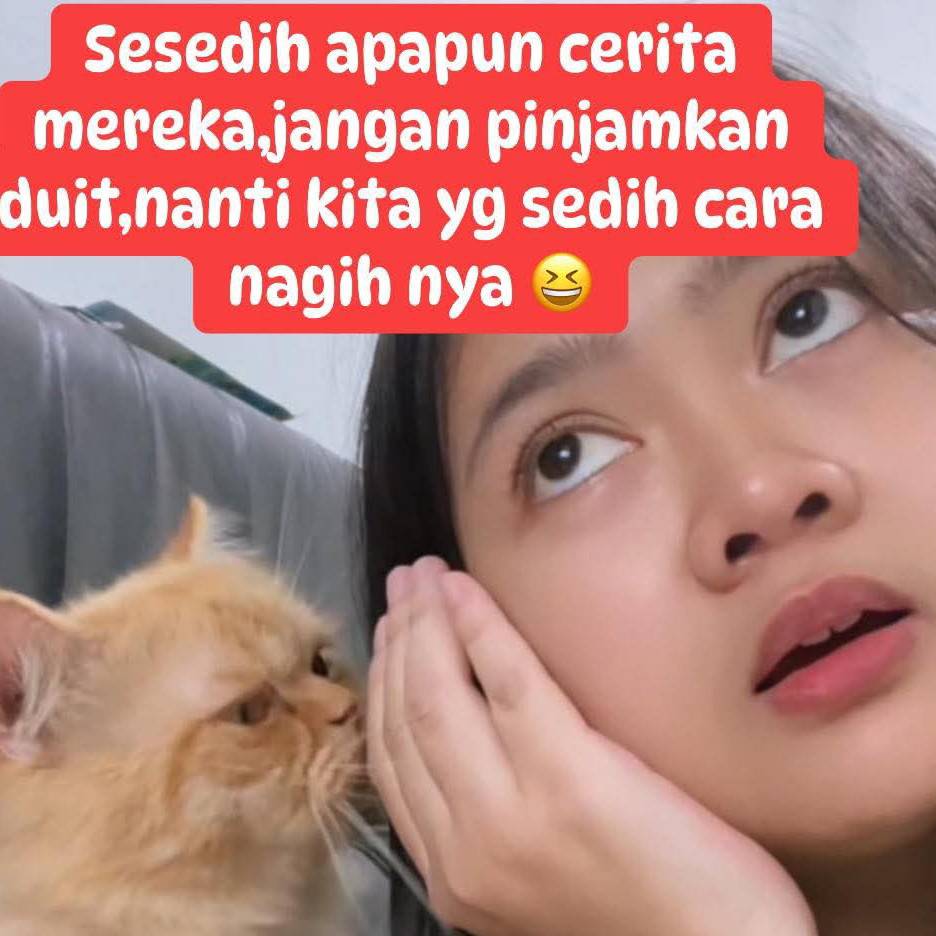 Sesedih apapun cerita
mereka,jangan pinjamkan
duit,nanti kita yg sedih cara
nagih nya 😆